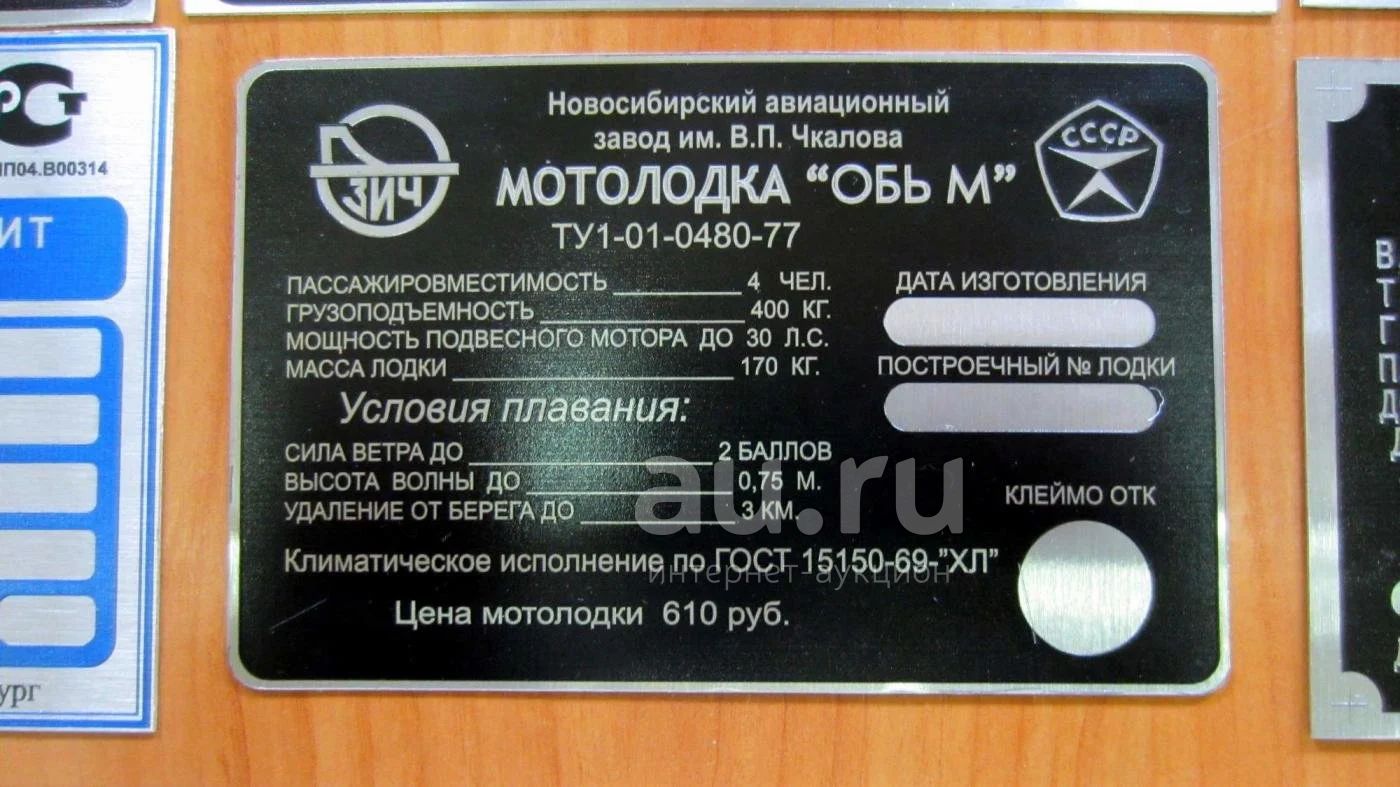 Новосибирский авиационный
завод им. В.П. Чкалова
МОТОЛОДКА “ОБЬ М”
ТУ1-01-0480-77
ЗИЧ
СССР
ПАССАЖИРОВМЕСТИМОСТЬ 4 ЧЕЛ.
ГРУЗОПОДЪЕМНОСТЬ 400 КГ.
МОЩНОСТЬ ПОДВЕСНОГО МОТОРА ДО 30 Л.С.
МАССА ЛОДКИ 170 КГ.
Условия плавания:
СИЛА ВЕТРА ДО 2 БАЛЛОВ
ВЫСОТА ВОЛНЫ ДО 0,75 М.
УДАЛЕНИЕ ОТ БЕРЕГА ДО 3 КМ.
Климатическое исполнение по ГОСТ 15150-69-"ХЛ"
Цена мотолодки 610 руб.
ДАТА ИЗГОТОВЛЕНИЯ
ПОСТРОЕЧНЫЙ № ЛОДКИ
КЛЕЙМО ОТК
au.ru
интернет-аукцион
ПП04.В00314
ИТ
ург